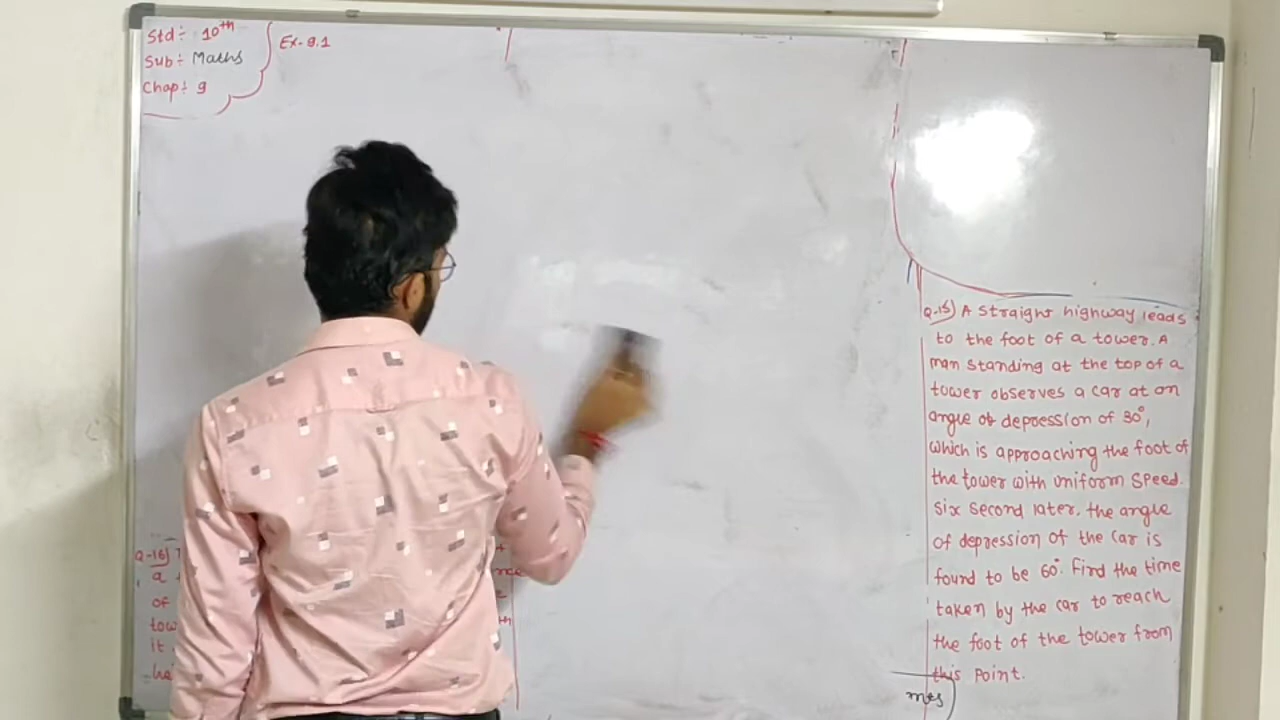 Std÷ 10th
Sub÷ Maths
Chap÷ 9
Ex-9.1
Q-15) A straight highway leads
to the foot of a tower. A
man standing at the top of a
tower observes a car at an
angle of depression of 30°,
which is approaching the foot of
the tower with uniform speed.
Six second later, the angle
of depression of the car is
found to be 60°. Find the time
taken by the car to reach
the foot of the tower from
this point.
Q-16)
a
of
tow
it